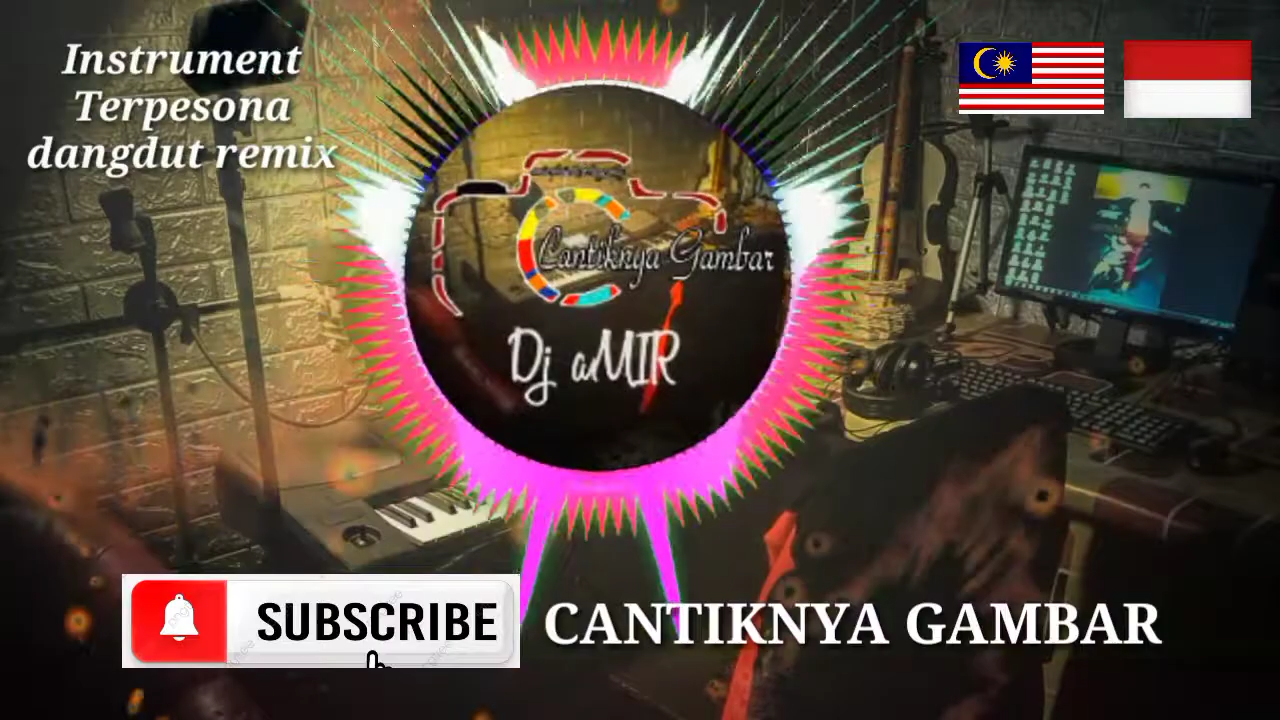 Instrument
Terpesona
dangdut remix
Cantiknya Gambar
Dj aMIR
SUBSCRIBE
CANTIKNYA GAMBAR